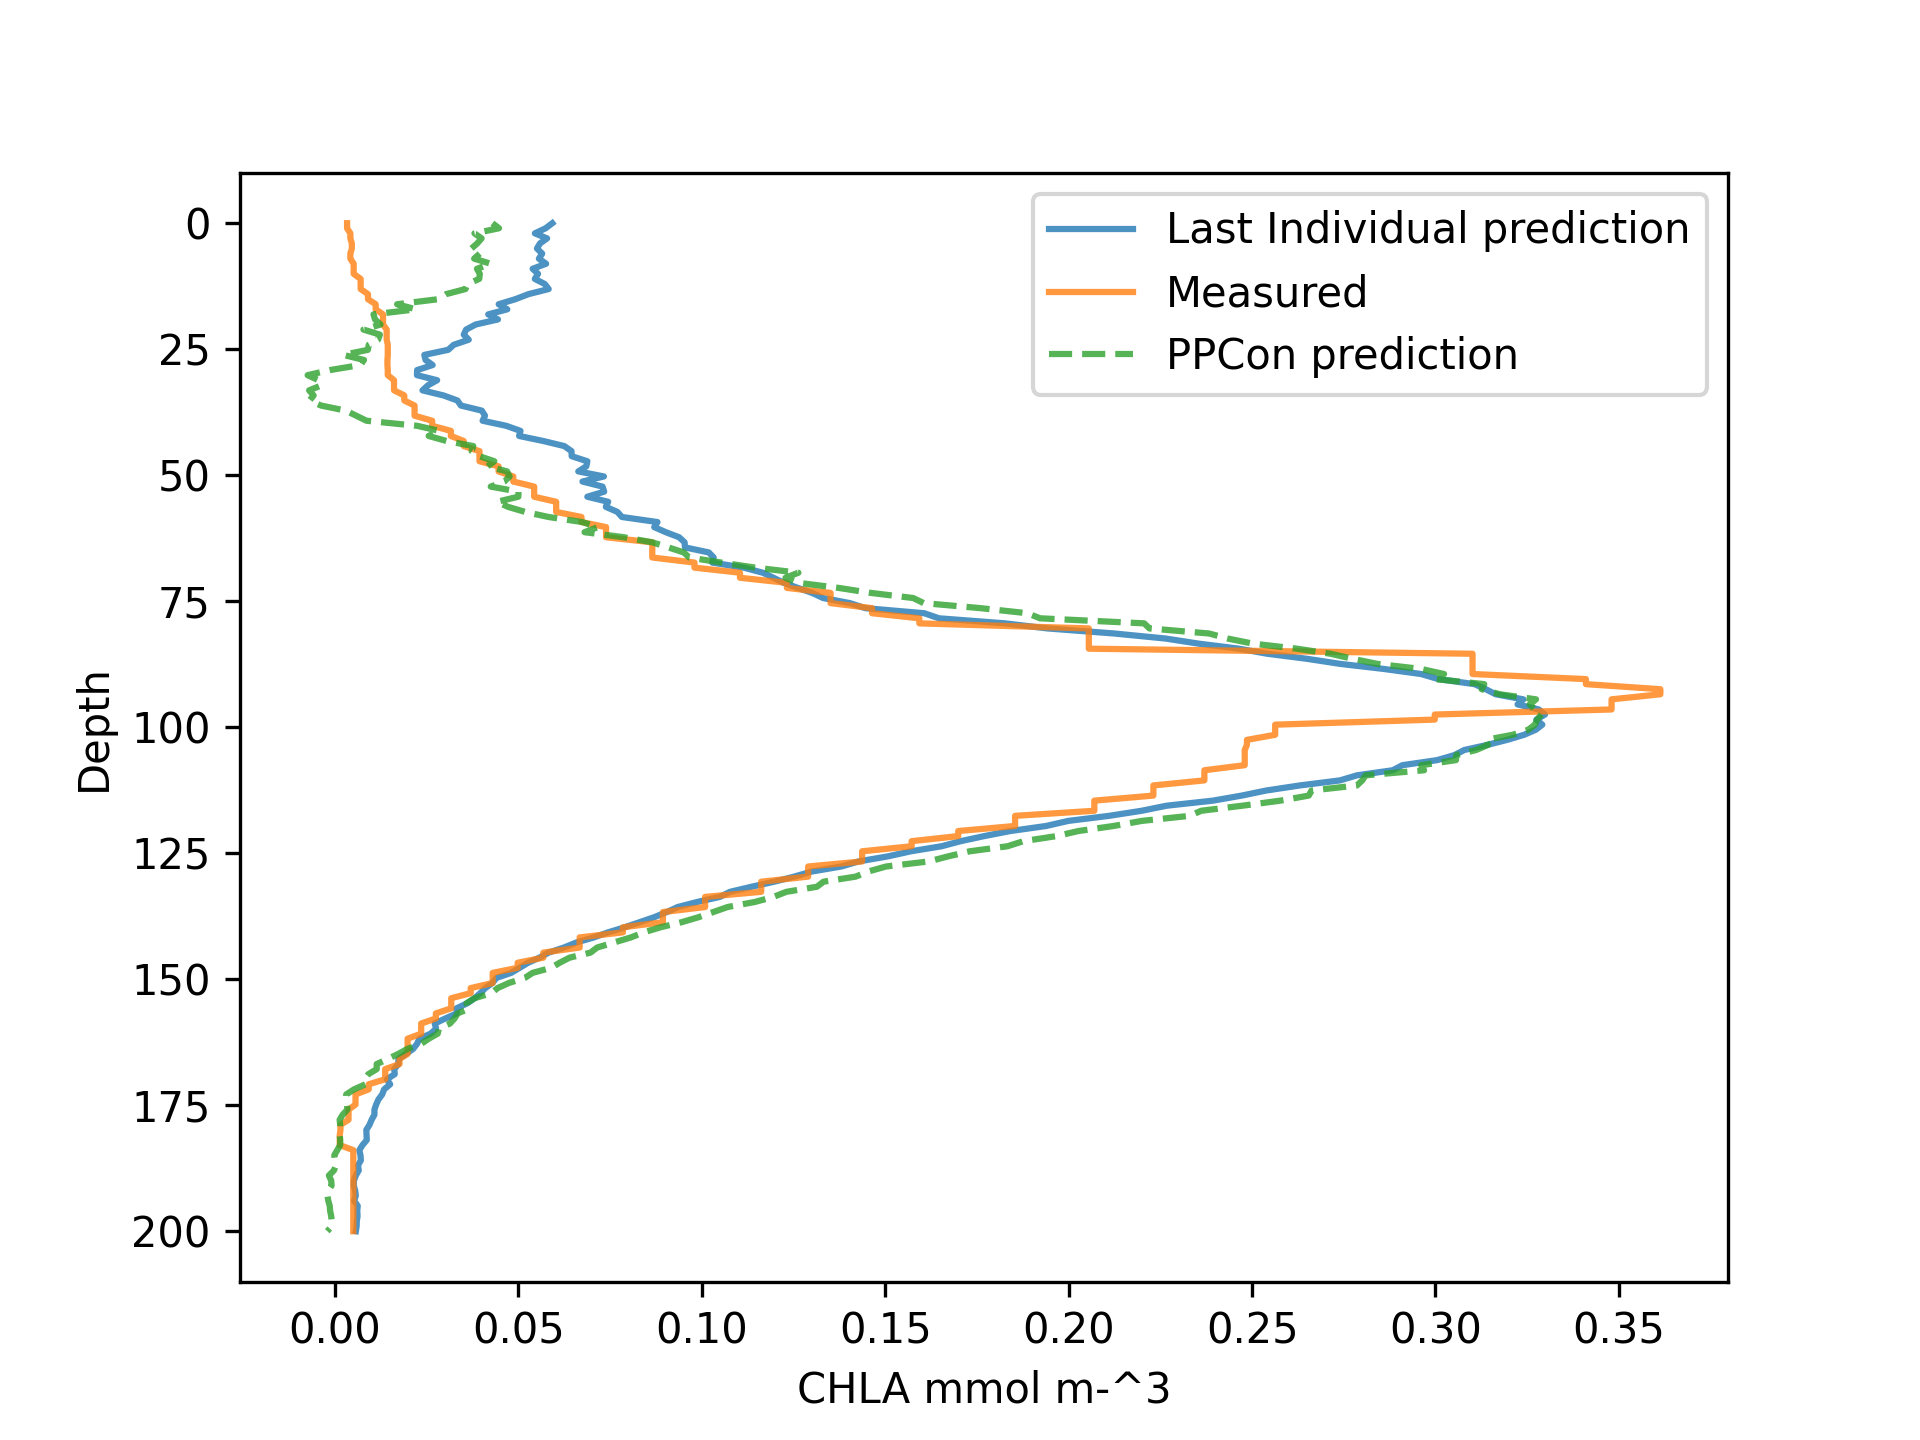 Last Individual prediction
Measured
PPCon prediction
0
25
50
75
100
125
150
175
200
Depth
0.00 0.05 0.10 0.15 0.20 0.25 0.30 0.35
CHLA mmol m-^3